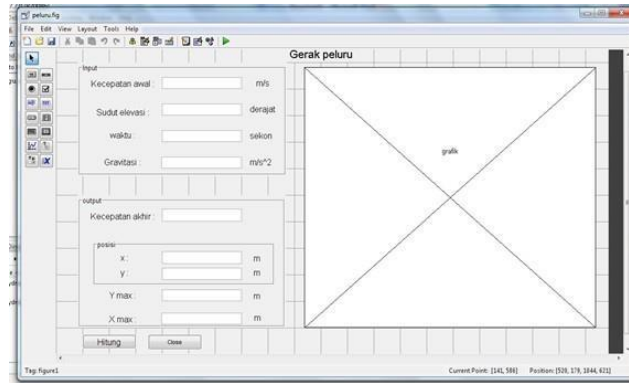 peluru.fig
File Edit View Layout Tools Help
Gerak peluru
Input
Kecepatan awal : m/s
Sudut elevasi : derajat
waktu : sekon
Gravitasi : m/s^2
grafik
output
Kecepatan akhir :
posisi
x : m
y : m
Y max : m
X max : m
Hitung Close
Tag: figure1 Current Point: [141, 586] Position: [520, 179, 1044, 621]